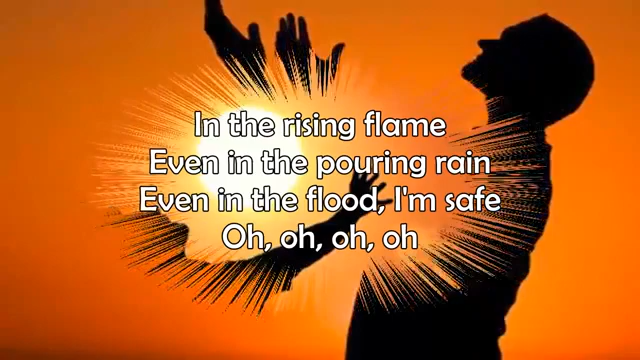 In the rising flame
Even in the pouring rain
Even in the flood, I'm safe
Oh, oh, oh, oh